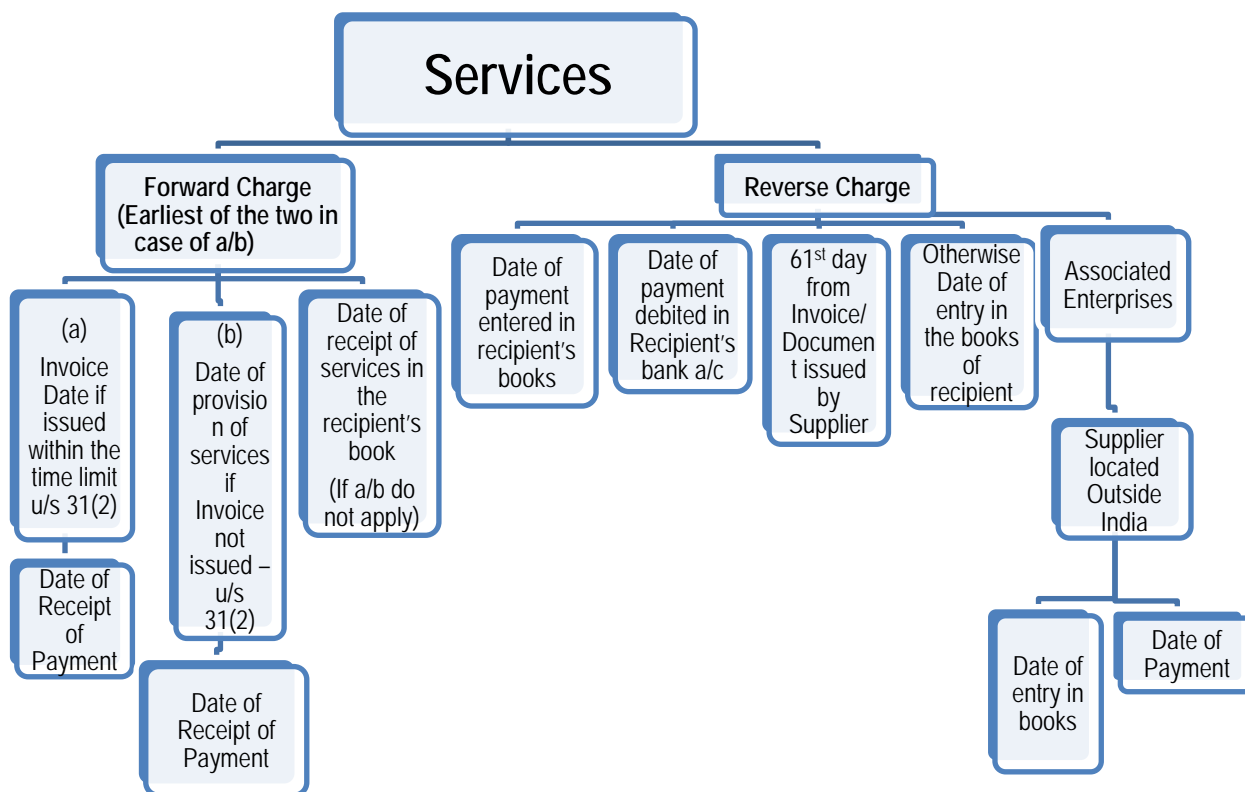 Services
Forward Charge
(Earliest of the two in
case of a/b)
(a)
Invoice
Date if
issued
within the
time limit
u/s 31(2)
Date of
Receipt
of
Payment
(b)
Date of
provisio
n of
services
if
Invoice
not
issued –
u/s
31(2)
Date of
Receipt of
Payment
Date of
receipt of
services in
the
recipient's
book
(If a/b do
not apply)
Reverse Charge
Date of
payment
entered in
recipient's
books
Date of
payment
debited in
Recipient's
bank a/c
61st day
from
Invoice/
Documen
t issued
by
Supplier
Otherwise
Date of
entry in
the books
of
recipient
Associated
Enterprises
Supplier
located
Outside
India
Date of
entry in
books
Date of
Payment